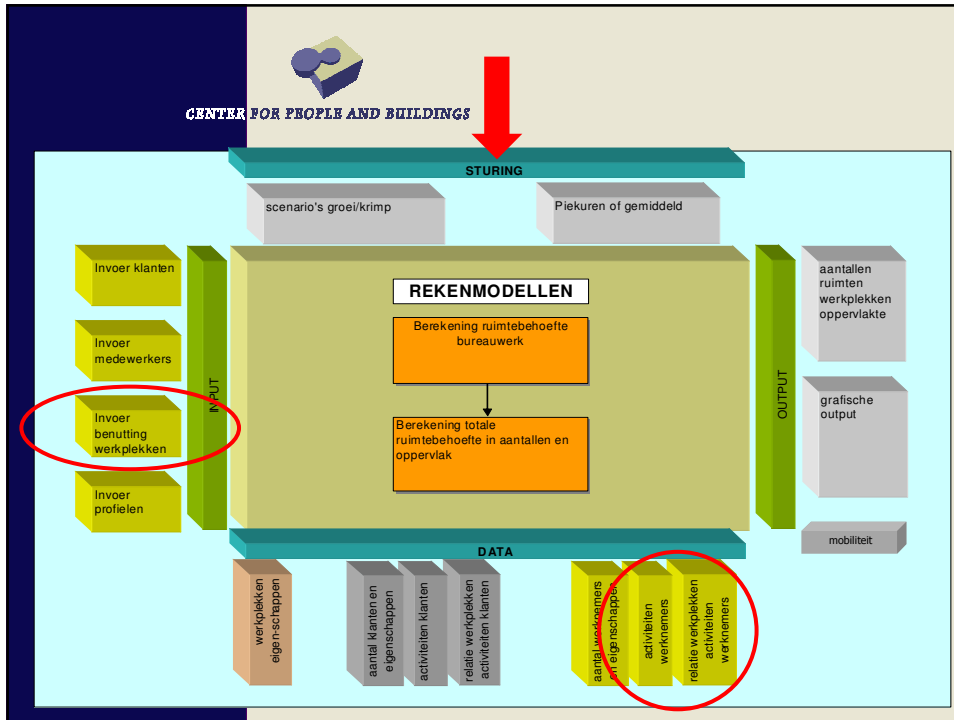 CENTER FOR PEOPLE AND BUILDINGS
STURING
scenario's groei/krimp
Piekuren of gemiddeld
Invoer klanten
Invoer
medewerkers
Invoer
benutting
werkplekken
Invoer
profielen
INPUT
REKENMODELLEN
Berekening ruimtebehoefte
bureauwerk
Berekening totale
ruimtebehoefte in aantallen en
oppervlak
OUTPUT
aantallen
ruimten
werkplekken
oppervlakte
grafische
output
mobiliteit
DATA
werkplekken
eigen-schappen
aantal klanten en
eigenschappen
activiteiten klanten
relatie werkplekken
activiteiten klanten
aantal werknemers
en eigenschappen
activiteiten
werknemers
relatie werkplekken
activiteiten
werknemers